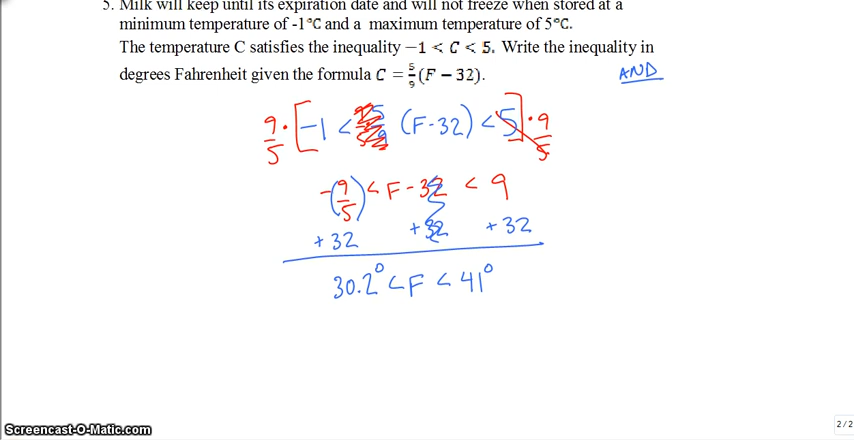 5. Milk will keep until its expiration date and will not freeze when stored at a
minimum temperature of -1°C and a maximum temperature of 5°C.
The temperature C satisfies the inequality −1 < C < 5. Write the inequality in
degrees Fahrenheit given the formula C = 5/9 (F − 32).
AND
9/5 · [ -1 < 5/9 (F-32) < 5 ] · 9/5
-(9/5) < F - 32 < 9
+32 +32 +32
30.2° < F < 41°
Screencast-O-Matic.com
2 / 2